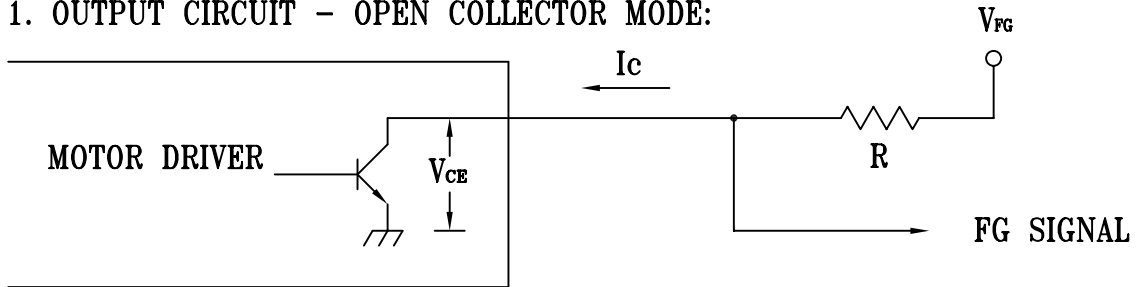 1. OUTPUT CIRCUIT – OPEN COLLECTOR MODE:
VFG
Ic
MOTOR DRIVER
VCE
R
FG SIGNAL